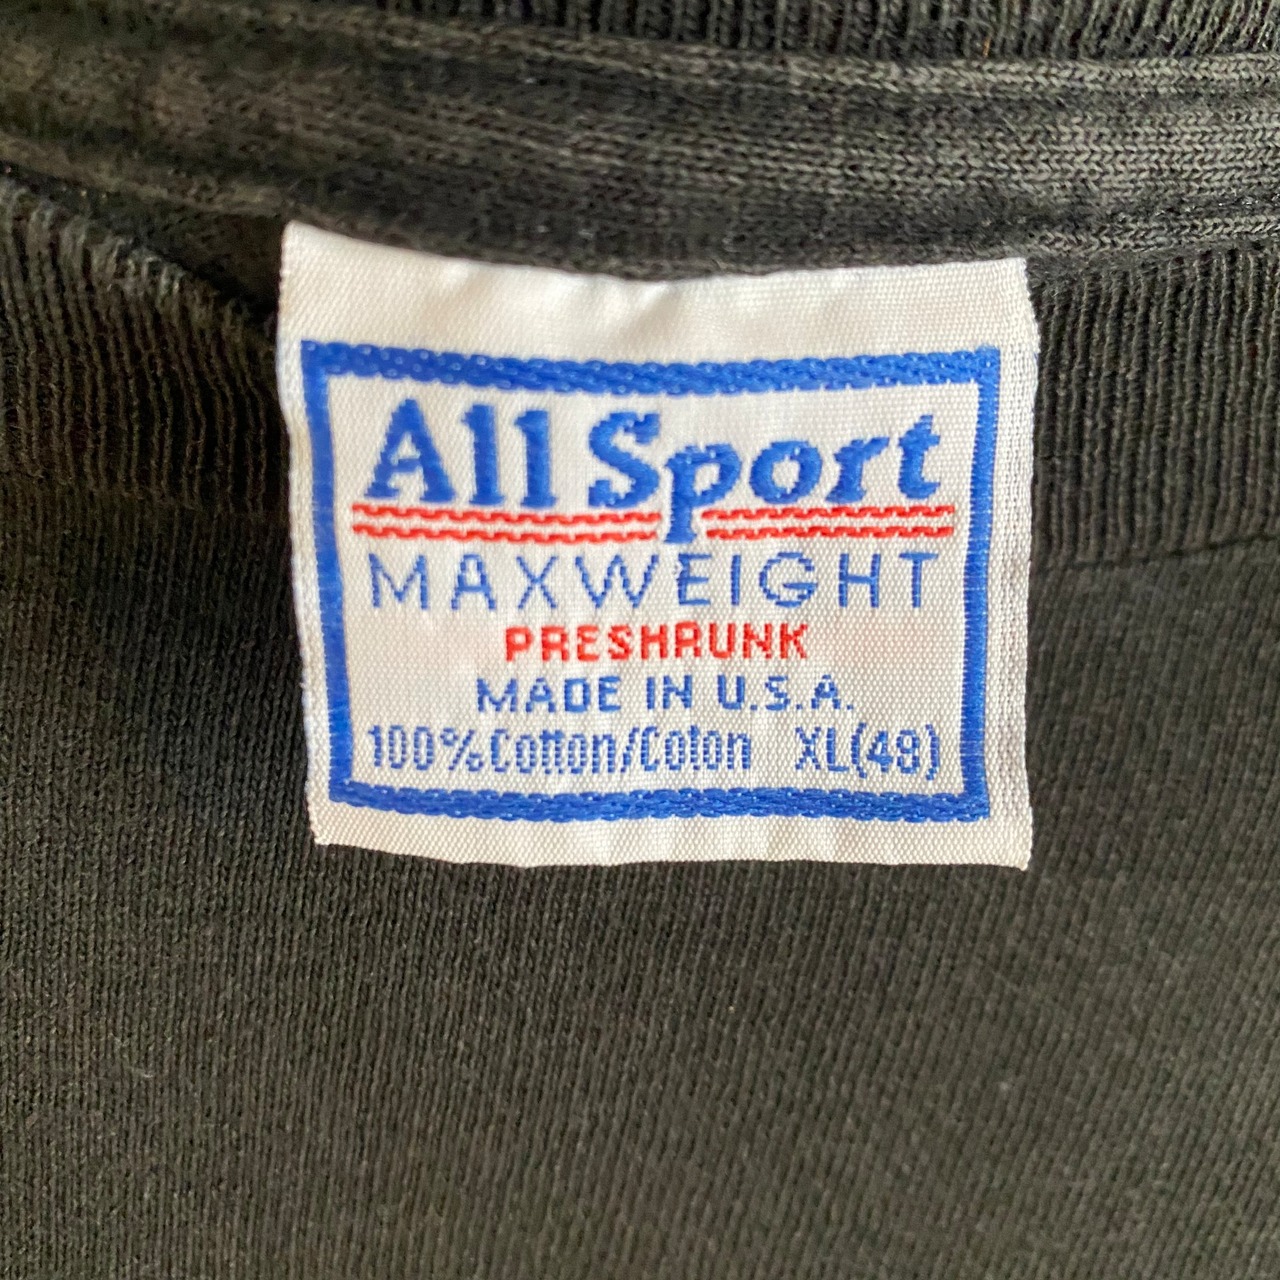 All Sport
MAXWEIGHT
PRESHRUNK
MADE IN U.S.A.
100% Cotton/Coton XL(48)